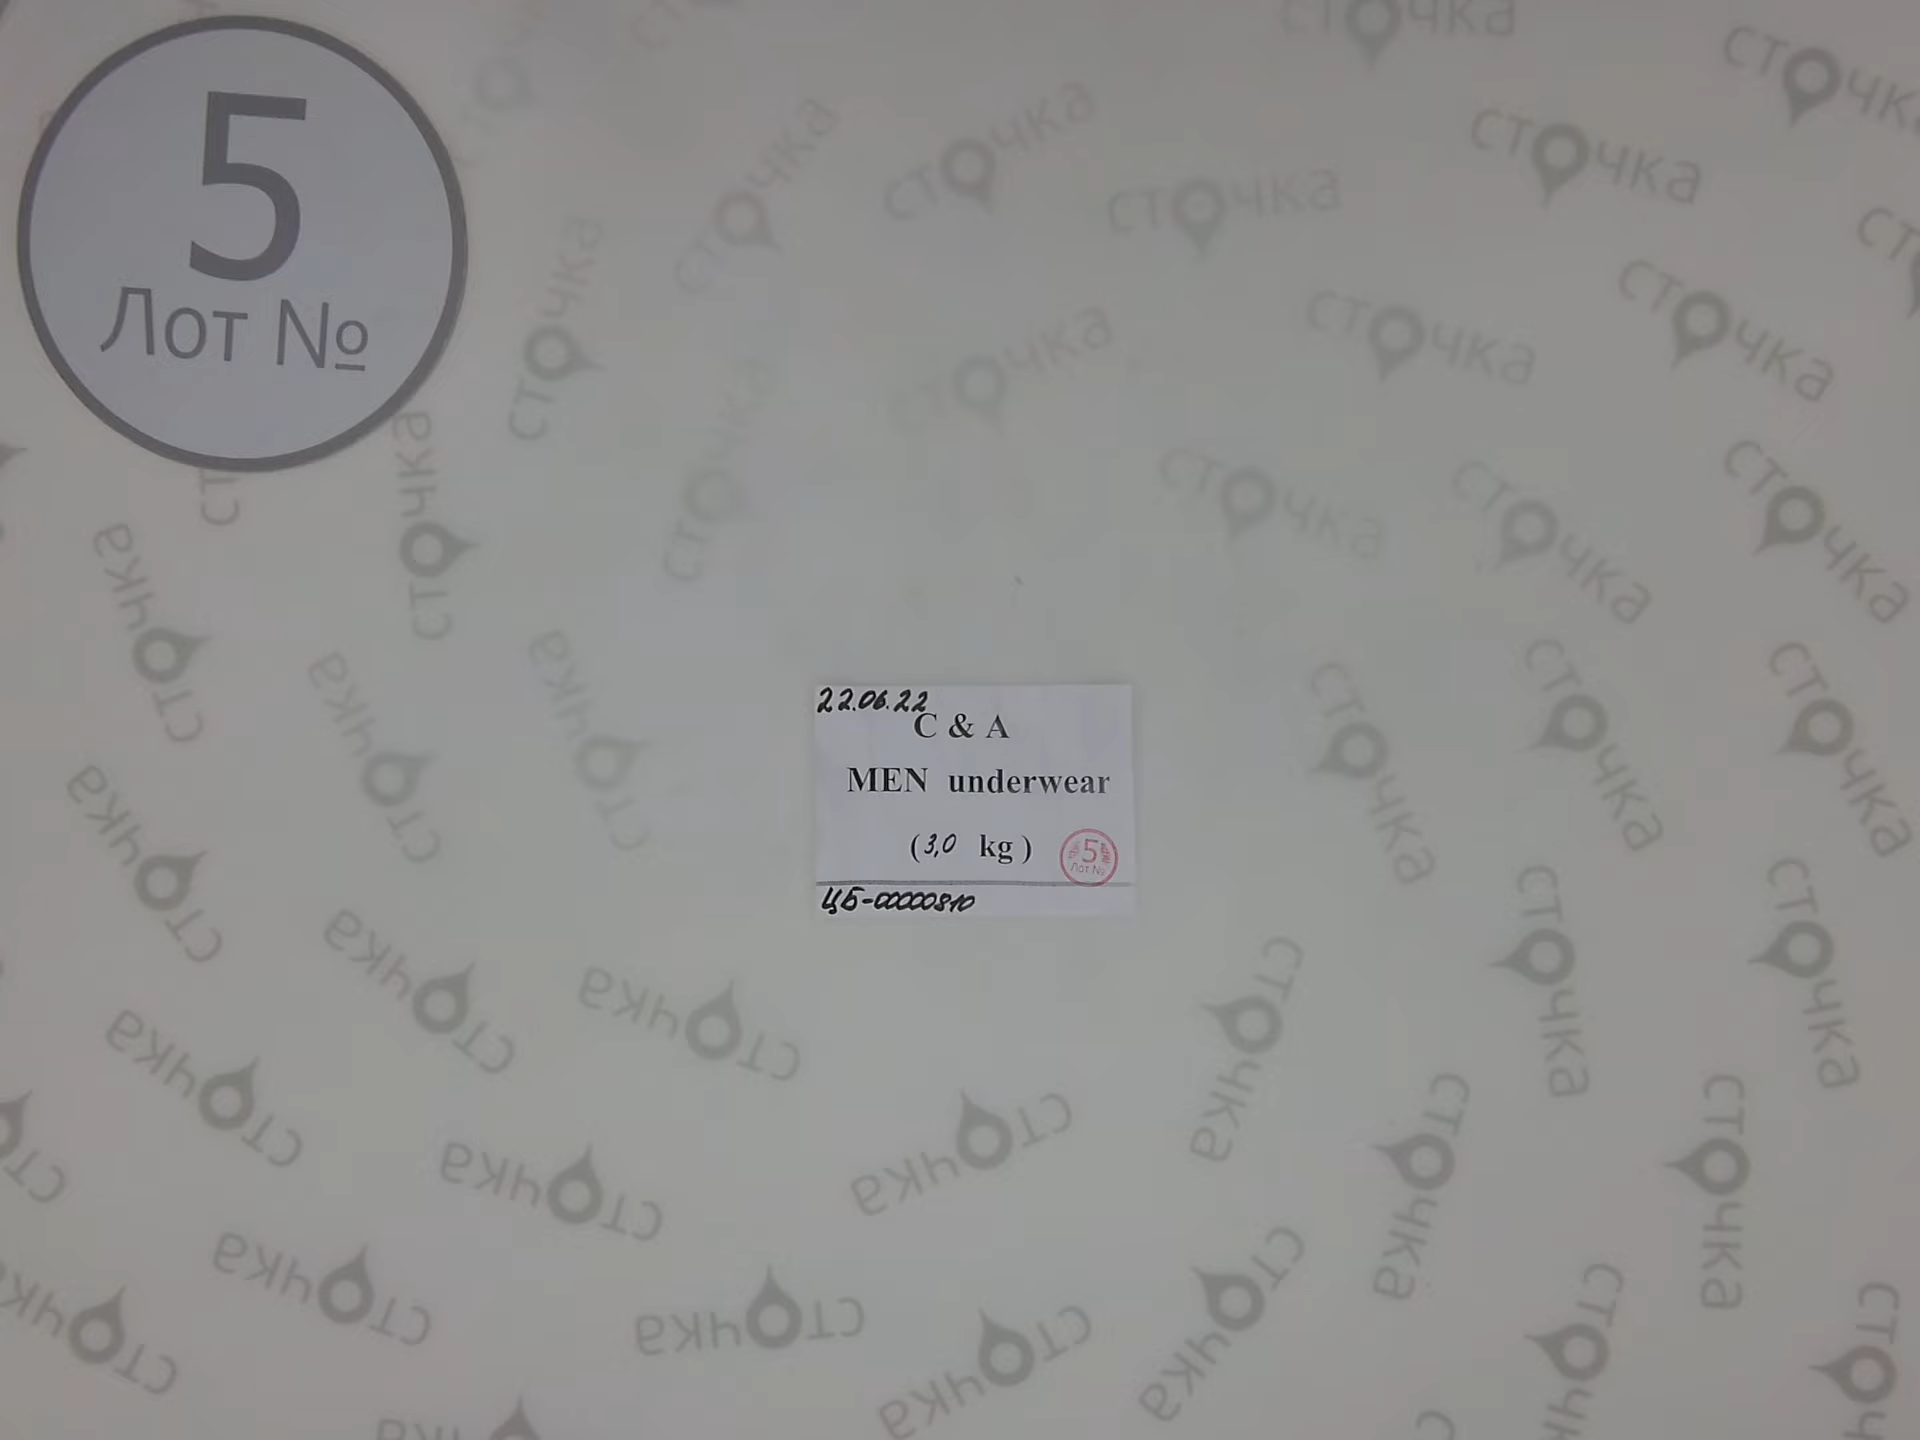 5
Лот №
сточка
22.06.22
C & A
MEN underwear
(3,0 kg)
5
Лот №
ЦБ-00000810